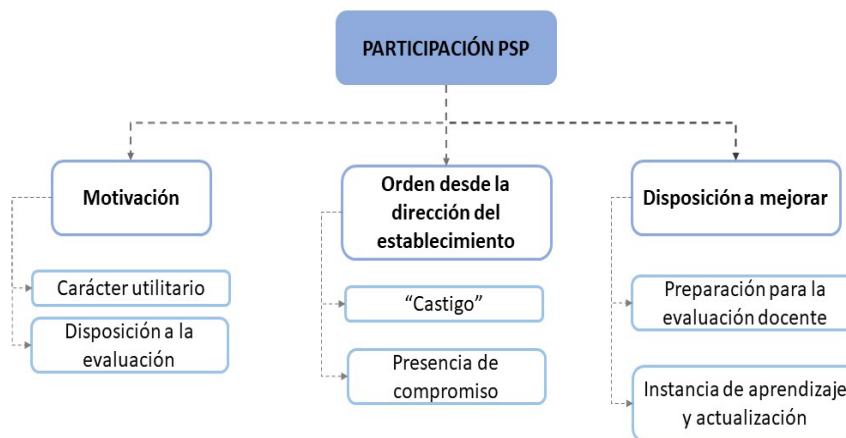 PARTICIPACIÓN PSP
Motivación
Carácter utilitario
Disposición a la
evaluación
Orden desde la
dirección del
establecimiento
“Castigo”
Presencia de
compromiso
Disposición a mejorar
Preparación para la
evaluación docente
Instancia de aprendizaje
y actualización